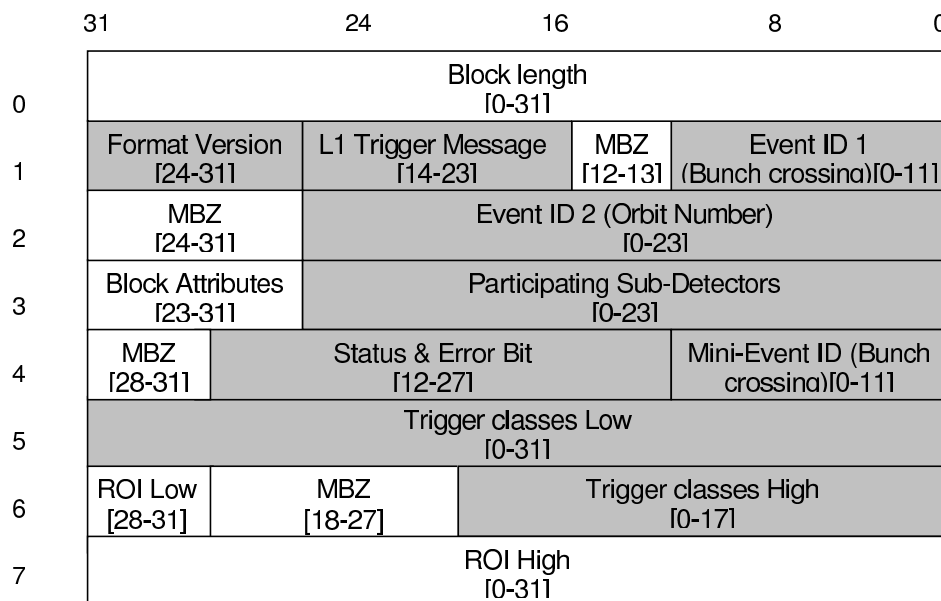 31 24 16 8 0
Block length
[0-31]
0
Format Version L1 Trigger Message MBZ Event ID 1
[24-31] [14-23] [12-13] (Bunch crossing)[0-11]
1
MBZ Event ID 2 (Orbit Number)
[24-31] [0-23]
2
Block Attributes Participating Sub-Detectors
[23-31] [0-23]
3
MBZ Status & Error Bit Mini-Event ID (Bunch
[28-31] [12-27] crossing)[0-11]
4
Trigger classes Low
[0-31]
5
ROI Low MBZ Trigger classes High
[28-31] [18-27] [0-17]
6
ROI High
[0-31]
7